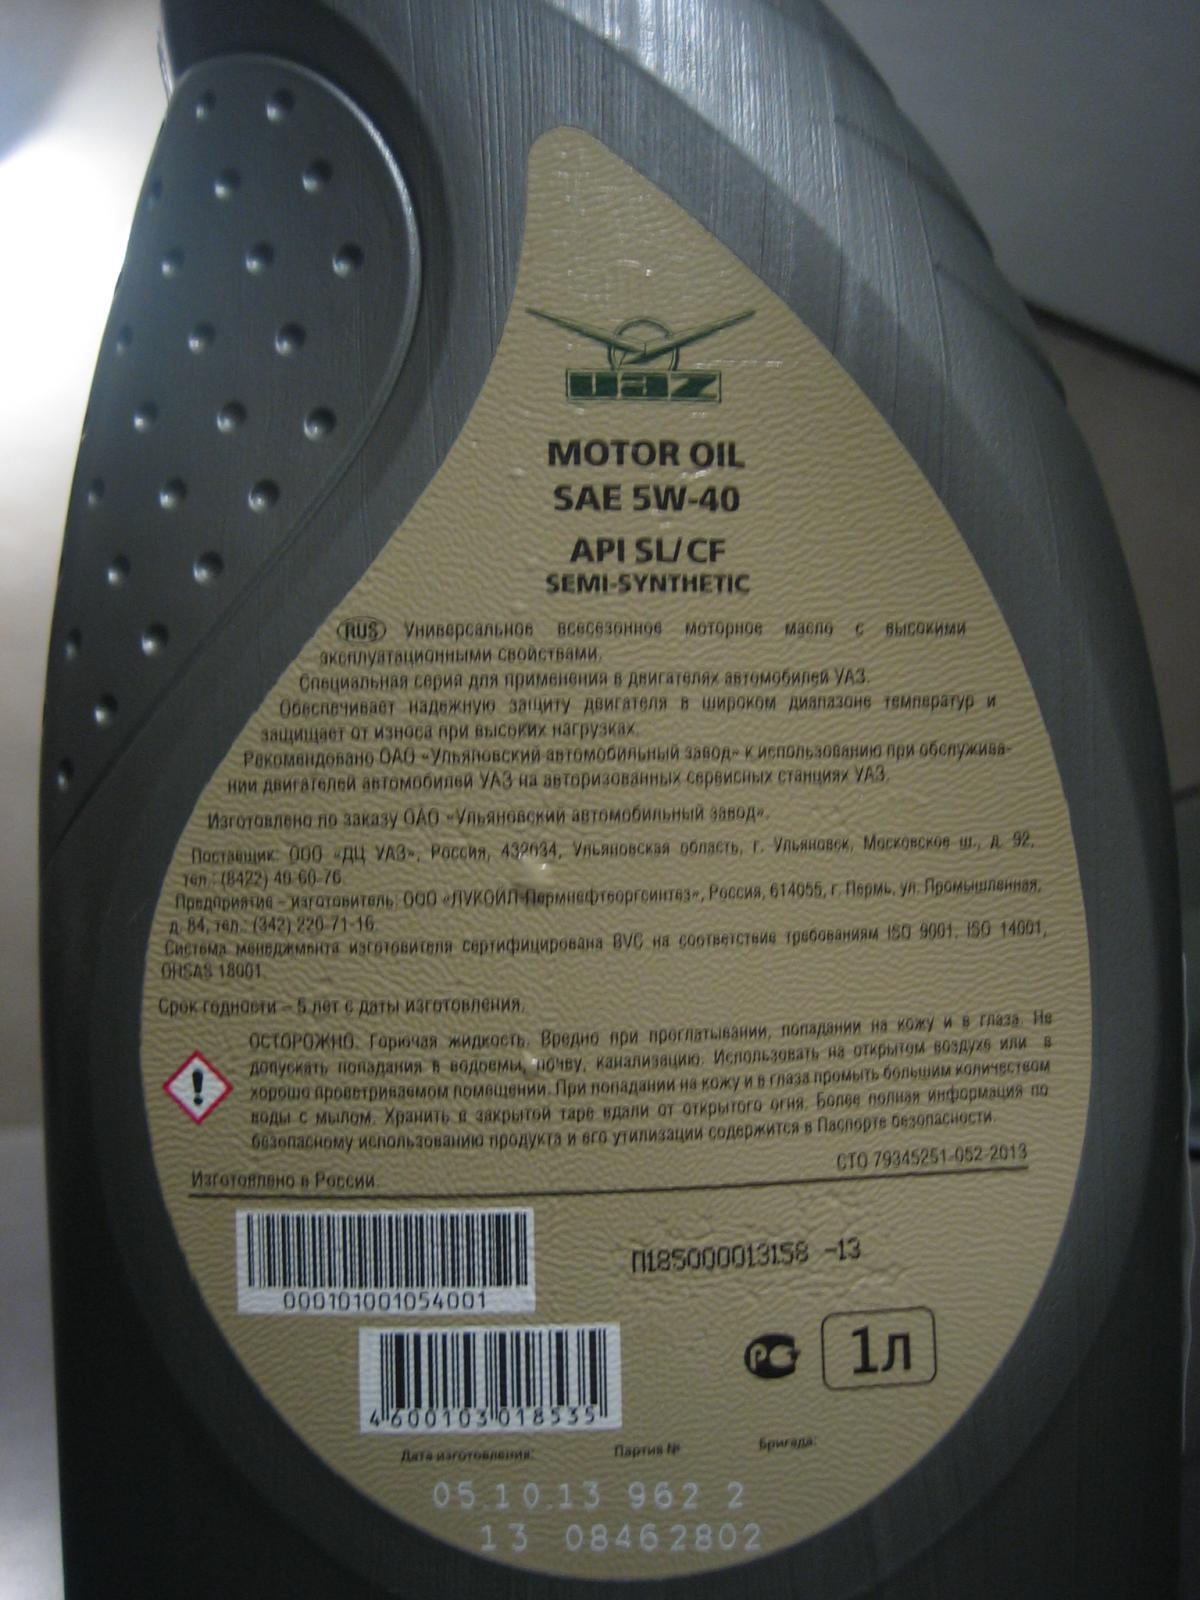 uaz
MOTOR OIL
SAE 5W-40
API SL/CF
SEMI-SYNTHETIC
RUS Универсальное всесезонное моторное масло с высокими
эксплуатационными свойствами.
Специальная серия для применения в двигателях автомобилей УАЗ.
Обеспечивает надежную защиту двигателя в широком диапазоне температур и
защищает от износа при высоких нагрузках.
Рекомендовано ОАО «Ульяновский автомобильный завод» к использованию при обслужива-
нии двигателей автомобилей УАЗ на авторизованных сервисных станциях УАЗ.
Изготовлено по заказу ОАО «Ульяновский автомобильный завод».
Поставщик: ООО «ДЦ УАЗ», Россия, 432034, Ульяновская область, г. Ульяновск, Московское ш., д. 92,
тел.: (8422) 40-60-76.
Предприятие – изготовитель: ООО «ЛУКОЙЛ-Пермнефтеоргсинтез», Россия, 614055, г. Пермь, ул. Промышленная,
д. 84, тел.: (342) 220-71-16.
Система менеджмента изготовителя сертифицирована BVC на соответствие требованиям ISO 9001, ISO 14001,
OHSAS 18001.
Срок годности – 5 лет с даты изготовления.
ОСТОРОЖНО. Горючая жидкость. Вредно при проглатывании, попадании на кожу и в глаза. Не
допускать попадания в водоемы, почву, канализацию. Использовать на открытом воздухе или в
хорошо проветриваемом помещении. При попадании на кожу и в глаза промыть большим количеством
воды с мылом. Хранить в закрытой таре вдали от открытого огня. Более полная информация по
безопасному использованию продукта и его утилизации содержится в Паспорте безопасности.
СТО 79345251-052-2013
Изготовлено в России.
000101001054001
П185000013158 -13
4600103018535
РСТ
1л
Дата изготовления: Партия № Бригада:
05.10.13 962 2
13 08462802